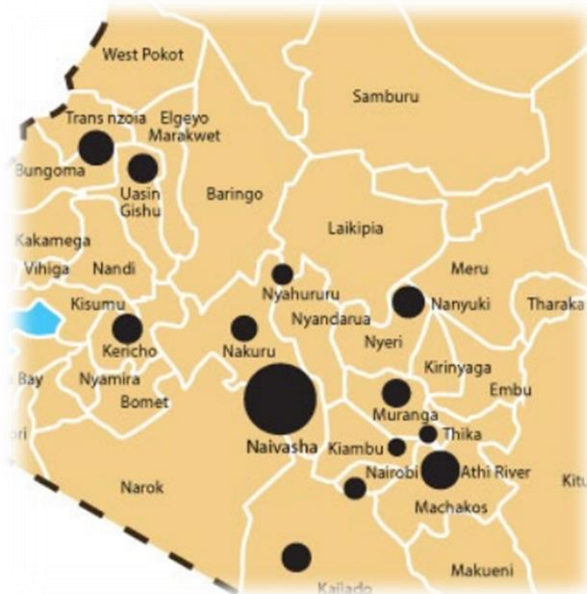 West Pokot
Samburu
Trans nzoia
Elgeyo
Marakwet
Bungoma
Uasin
Gishu
Baringo
Laikipia
Kakamega
Vihiga
Nandi
Meru
Nyahururu
Kisumu
Nanyuki
Tharaka
Nyandarua
Kericho
Nakuru
Nyeri
Kirinyaga
Bay
Nyamira
Embu
Bomet
Muranga
Thika
Naivasha
Kiambu
Nairobi
Athi River
Narok
Machakos
Makueni
Kajiado